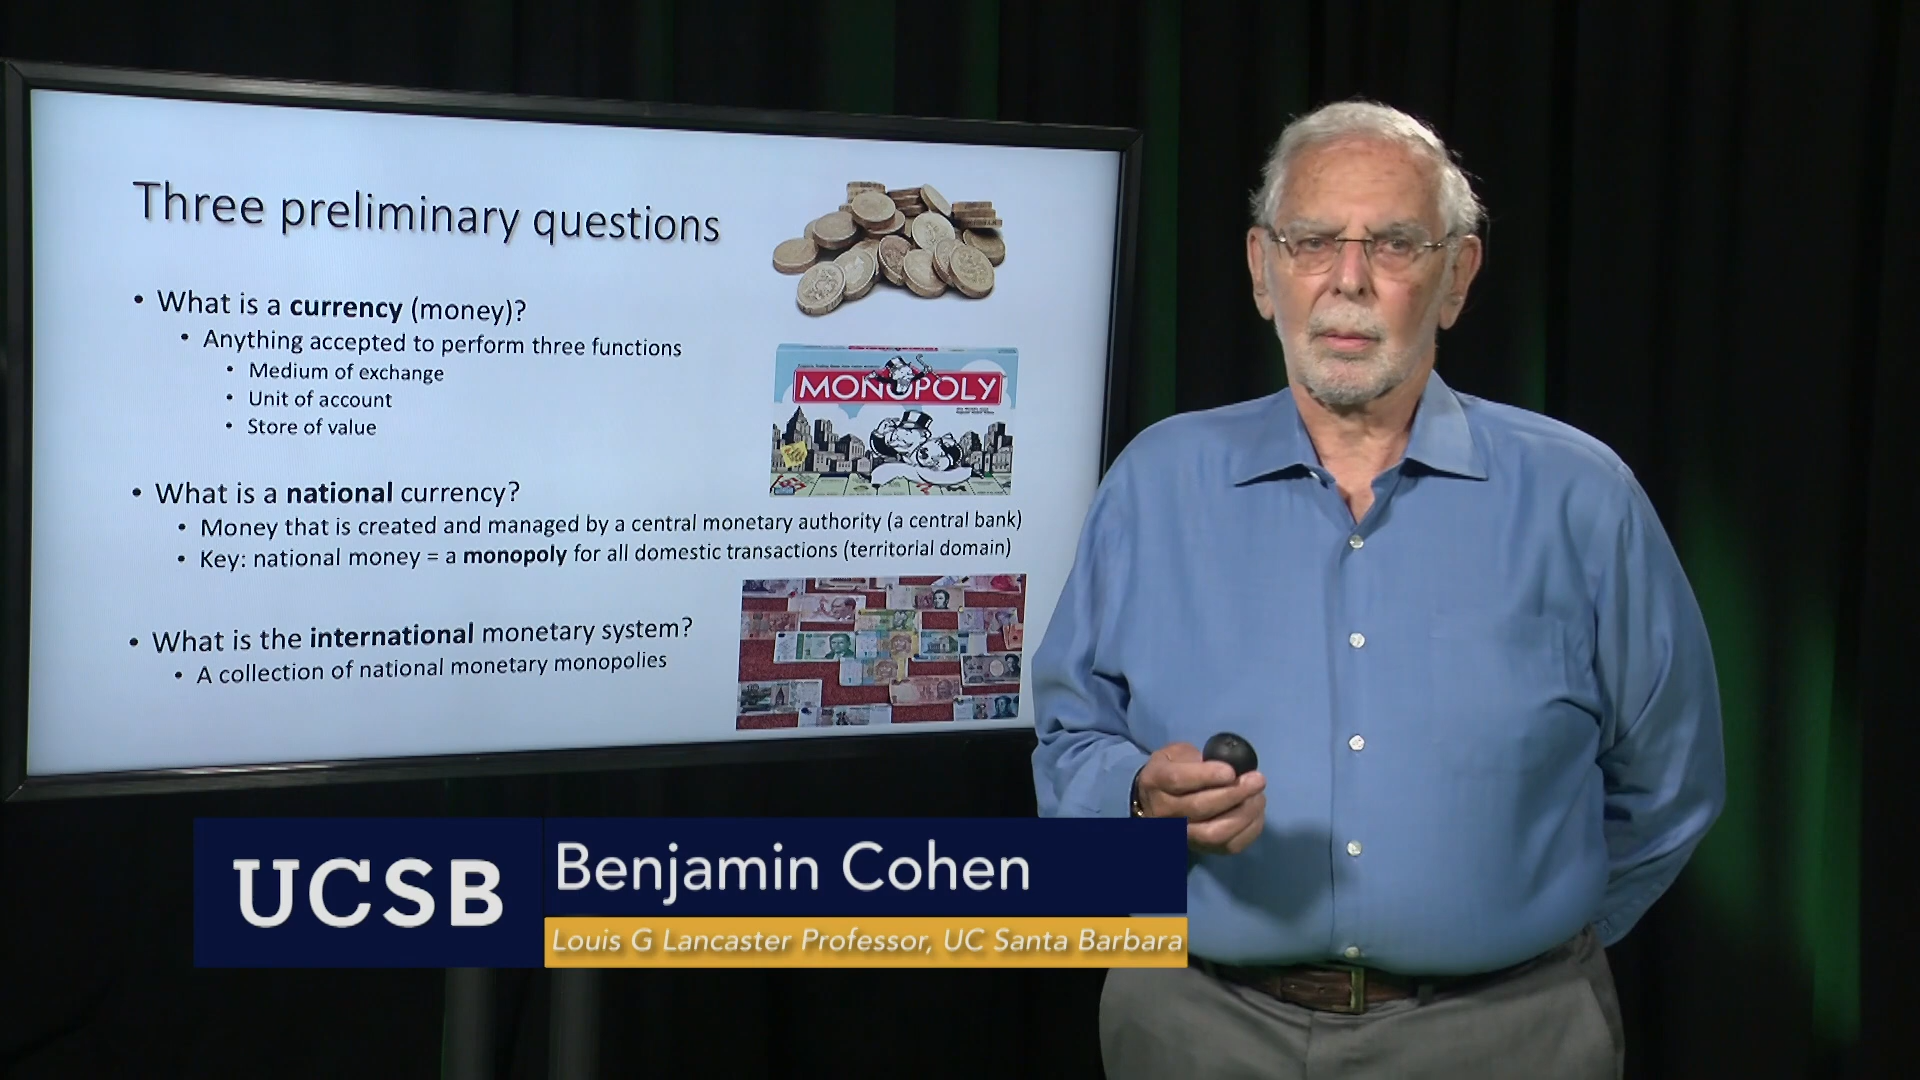 Three preliminary questions
• What is a currency (money)?
• Anything accepted to perform three functions
• Medium of exchange
• Unit of account
• Store of value
MONOPOLY
• What is a national currency?
• Money that is created and managed by a central monetary authority (a central bank)
• Key: national money = a monopoly for all domestic transactions (territorial domain)
• What is the international monetary system?
• A collection of national monetary monopolies
UCSB
Benjamin Cohen
Louis G Lancaster Professor, UC Santa Barbara